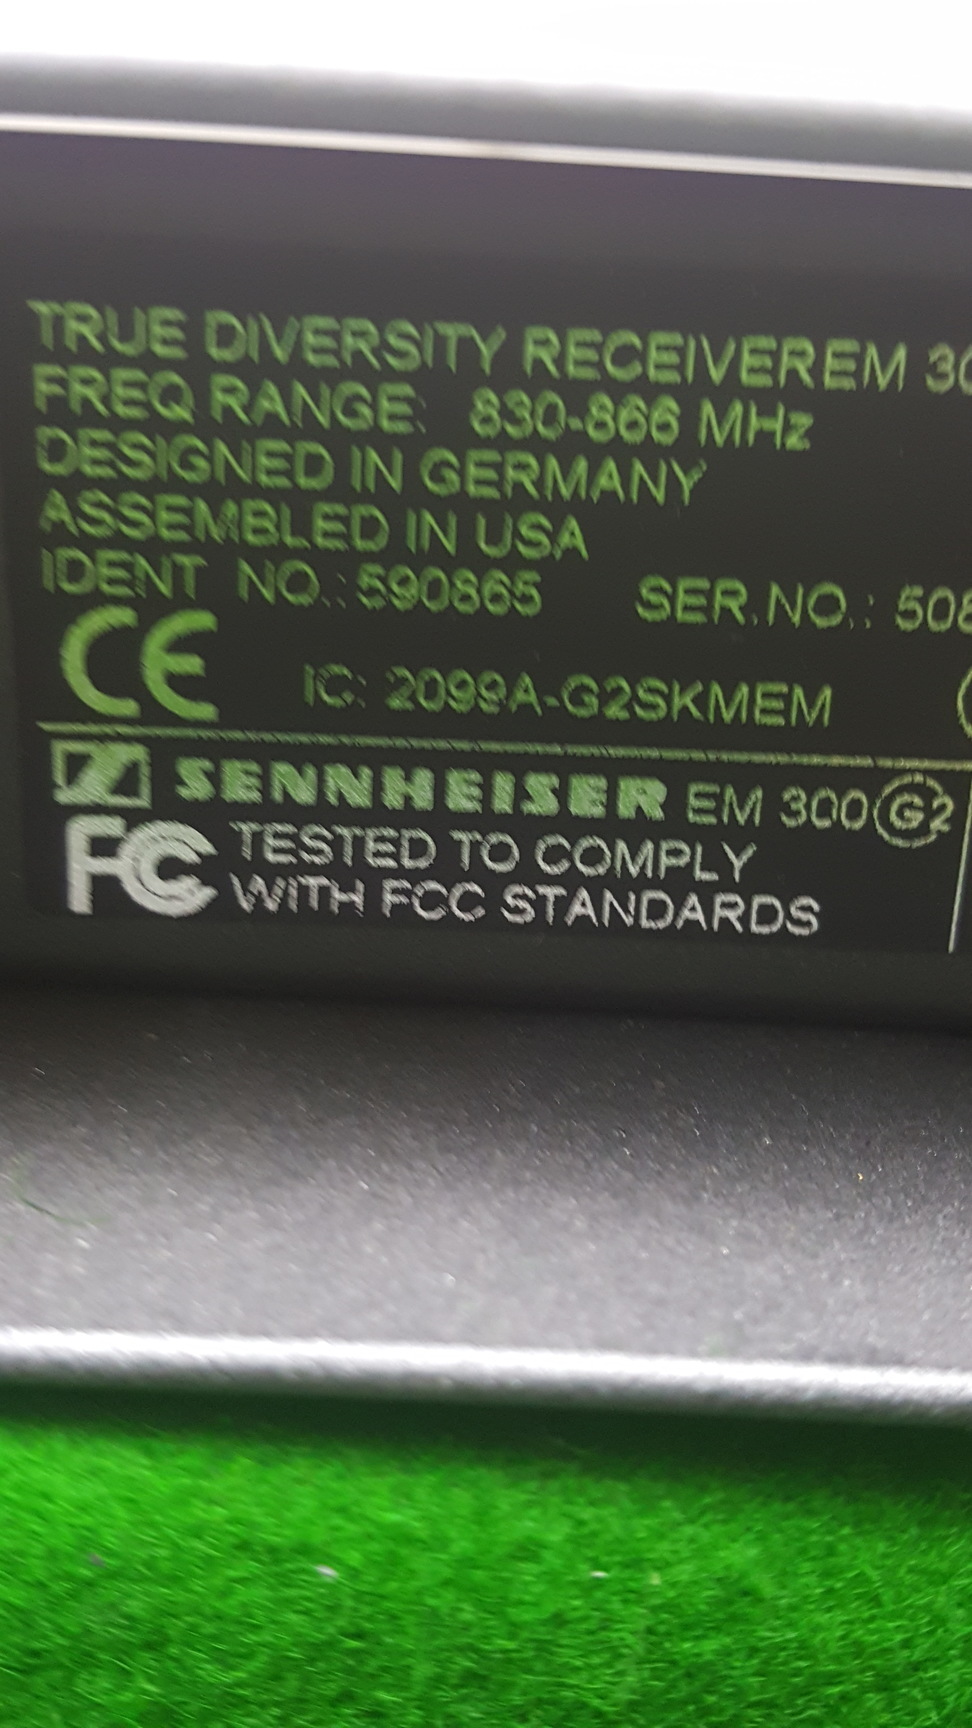 TRUE DIVERSITY RECEIVEREM 30
FREQ RANGE: 830-866 MHz
DESIGNED IN GERMANY
ASSEMBLED IN USA
IDENT NO.: 590865 SER.NO.: 508
CE IC: 2099A-G2SKMEM
SENNHEISER EM 300 G2
FC TESTED TO COMPLY
WITH FCC STANDARDS